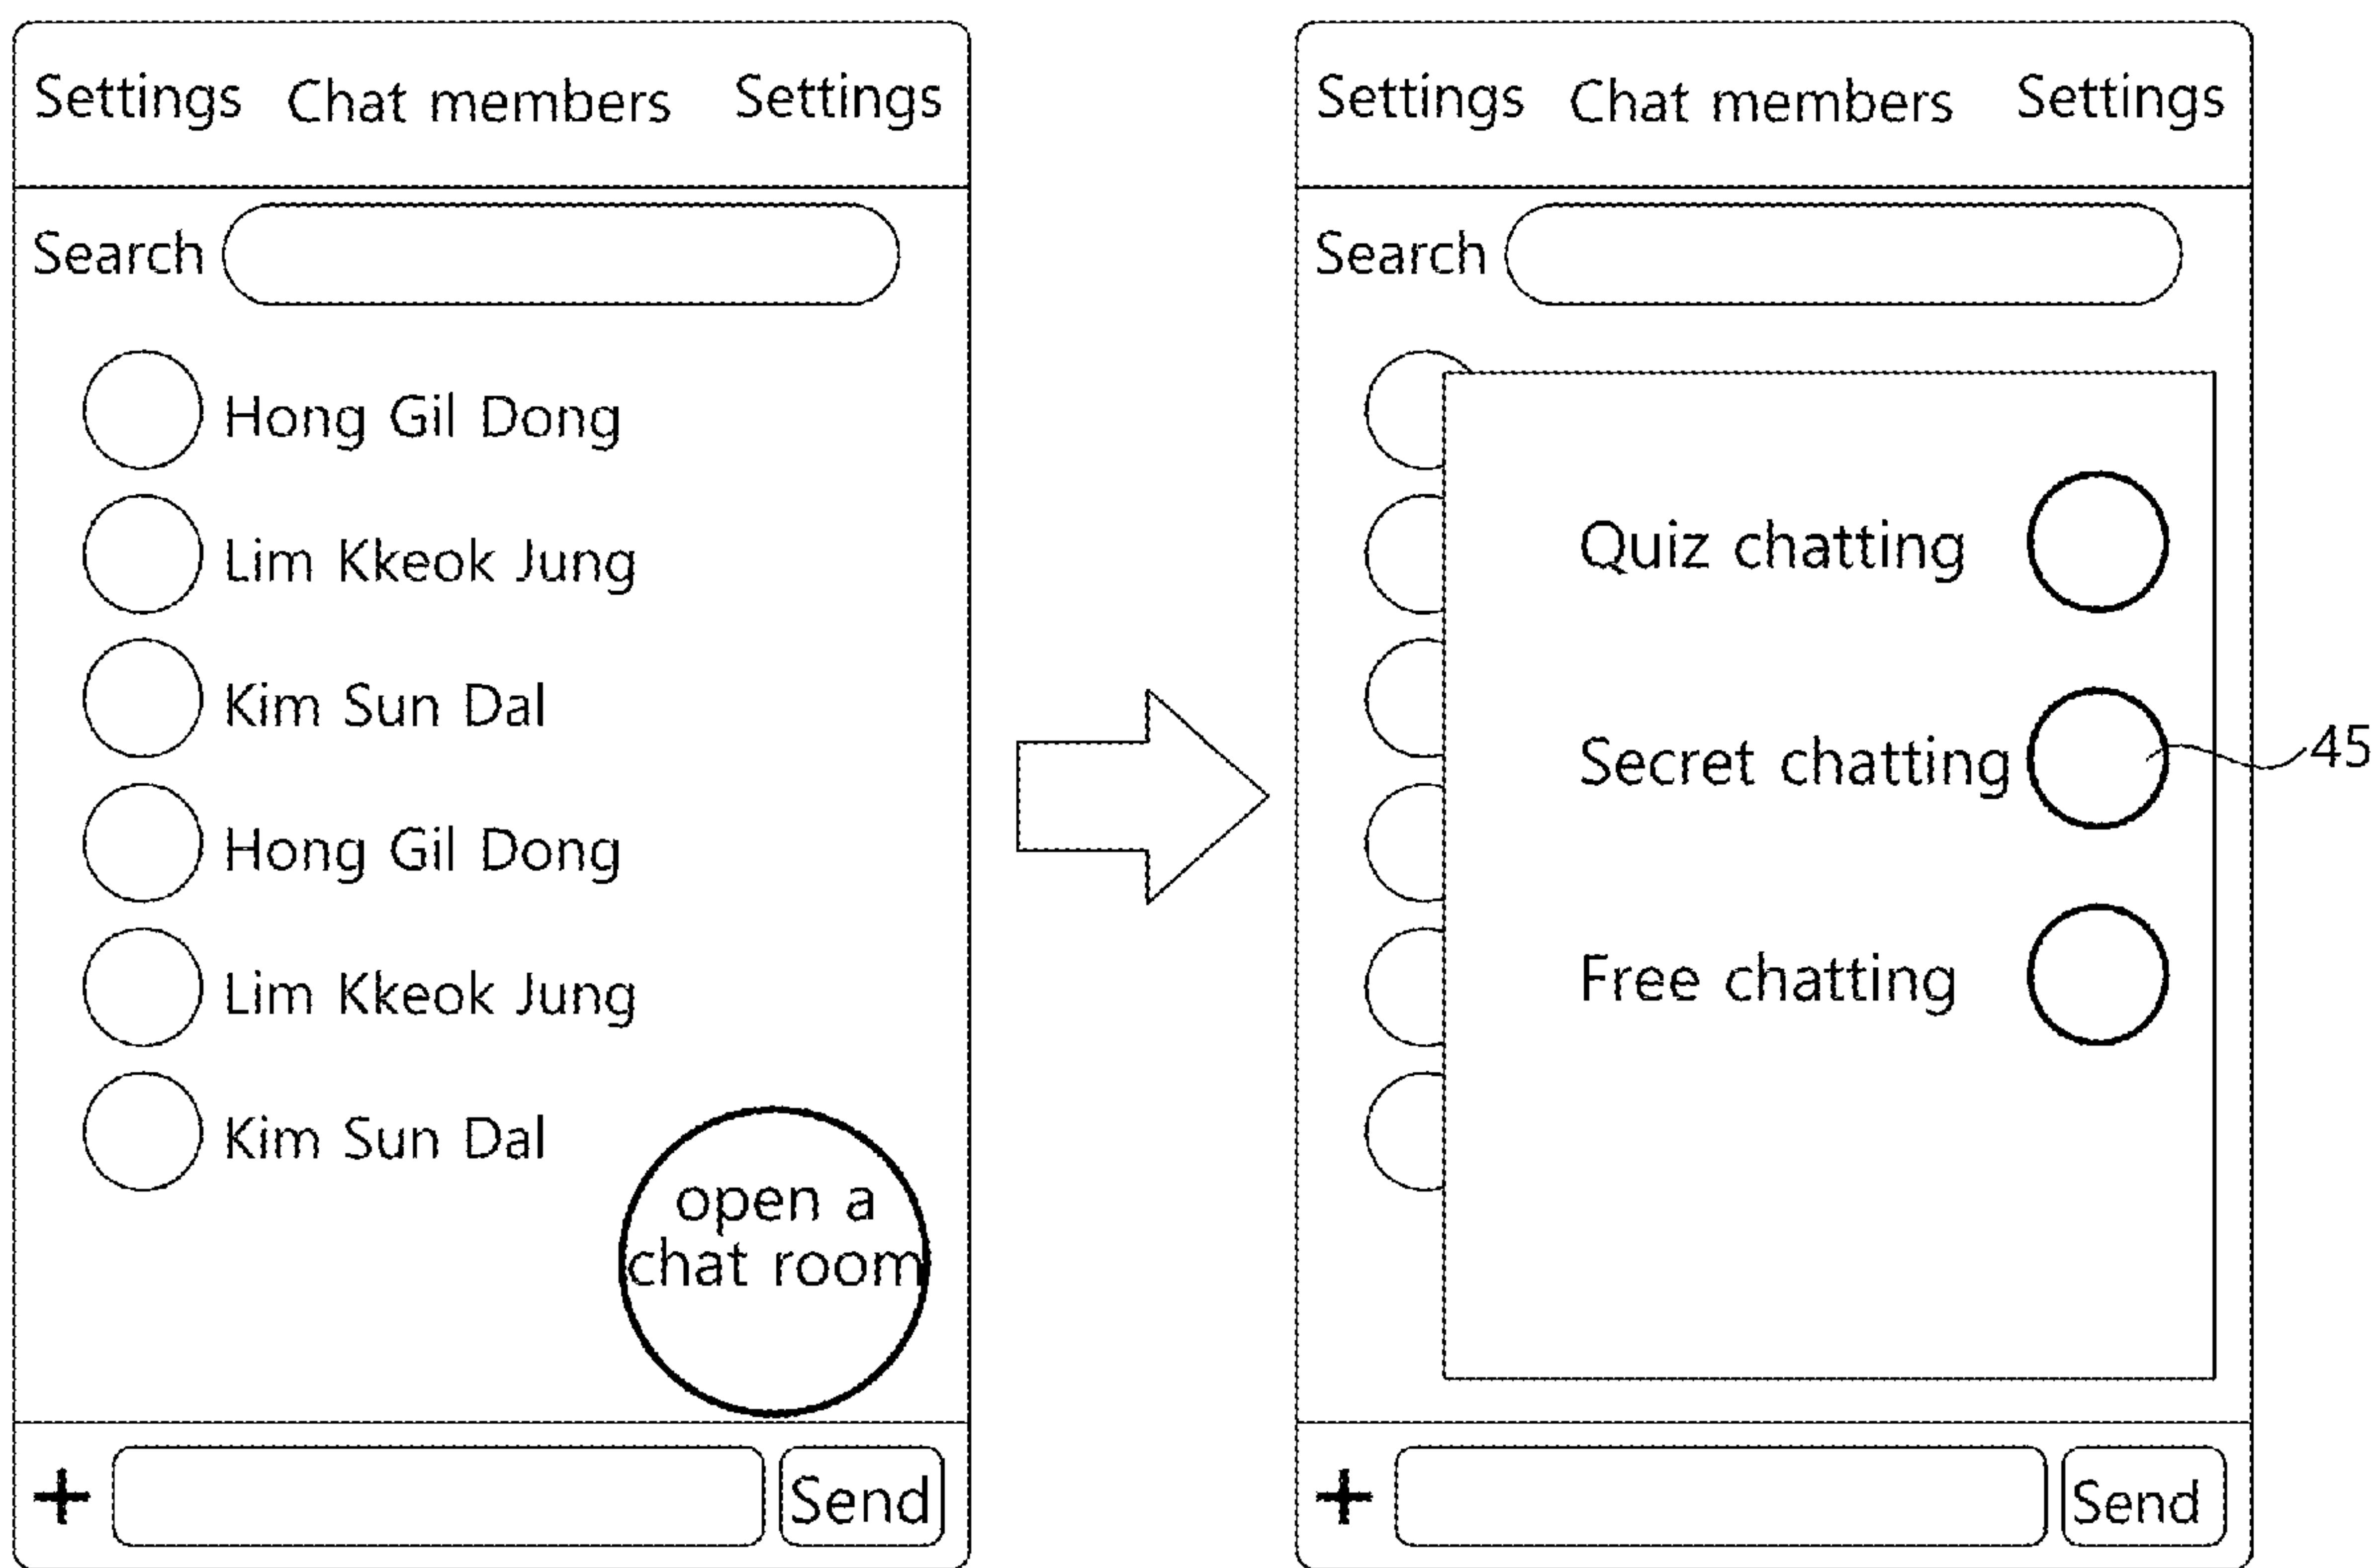 Settings Chat members Settings
Search
Hong Gil Dong
Lim Kkeok Jung
Kim Sun Dal
Hong Gil Dong
Lim Kkeok Jung
Kim Sun Dal
open a
chat room
+ Send
Settings Chat members Settings
Search
Quiz chatting
Secret chatting
45
Free chatting
+ Send